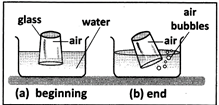 glass
water
air
air
bubbles
air
(a) beginning
(b) end